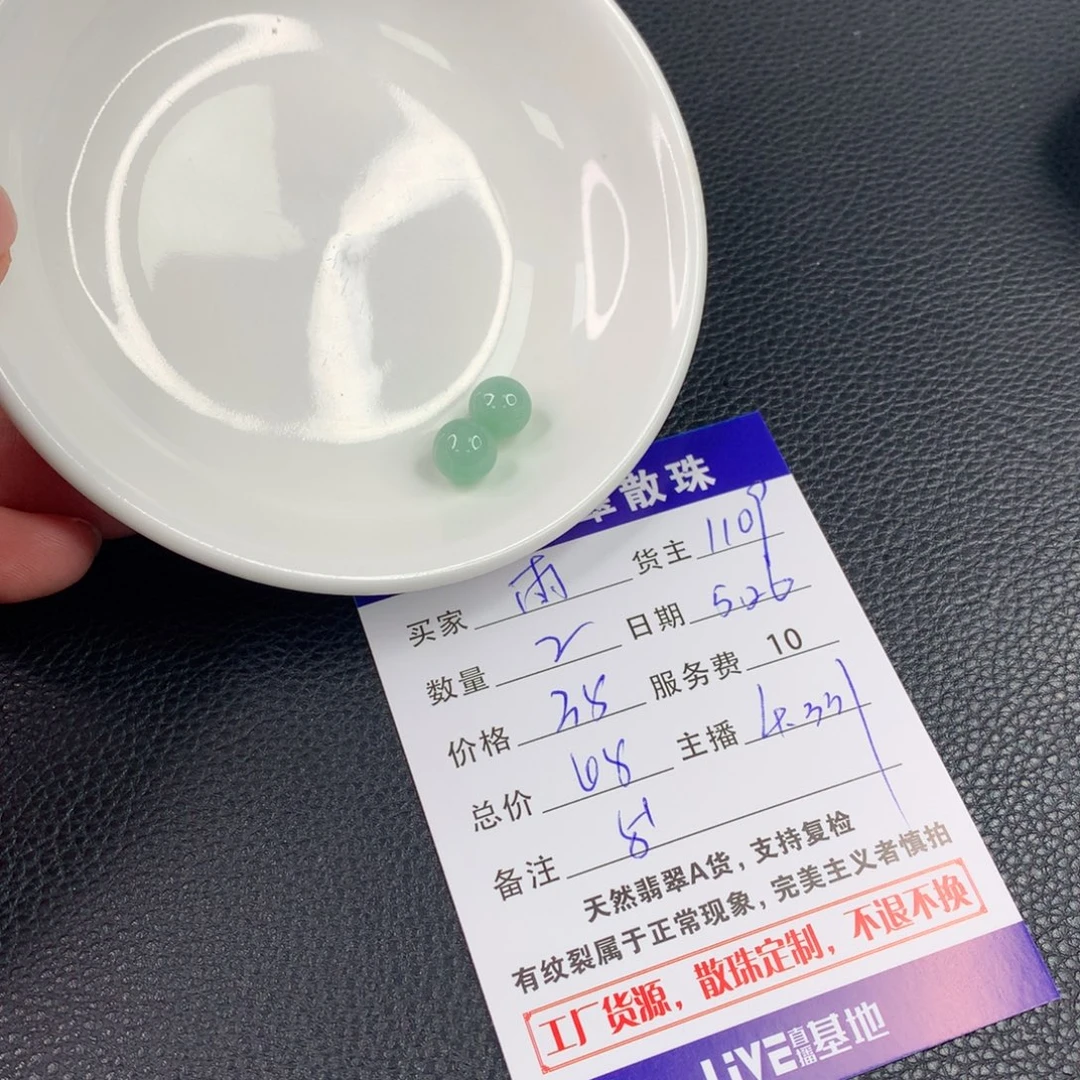 翠散珠
买家 雨 货主 1109
数量 2 日期 5.26
价格 38 服务费 10
总价 68 主播
备注
天然翡翠A货，支持复检
有纹裂属于正常现象，完美主义者慎拍
工厂货源，散珠定制，不退不换
LiVE直播基地